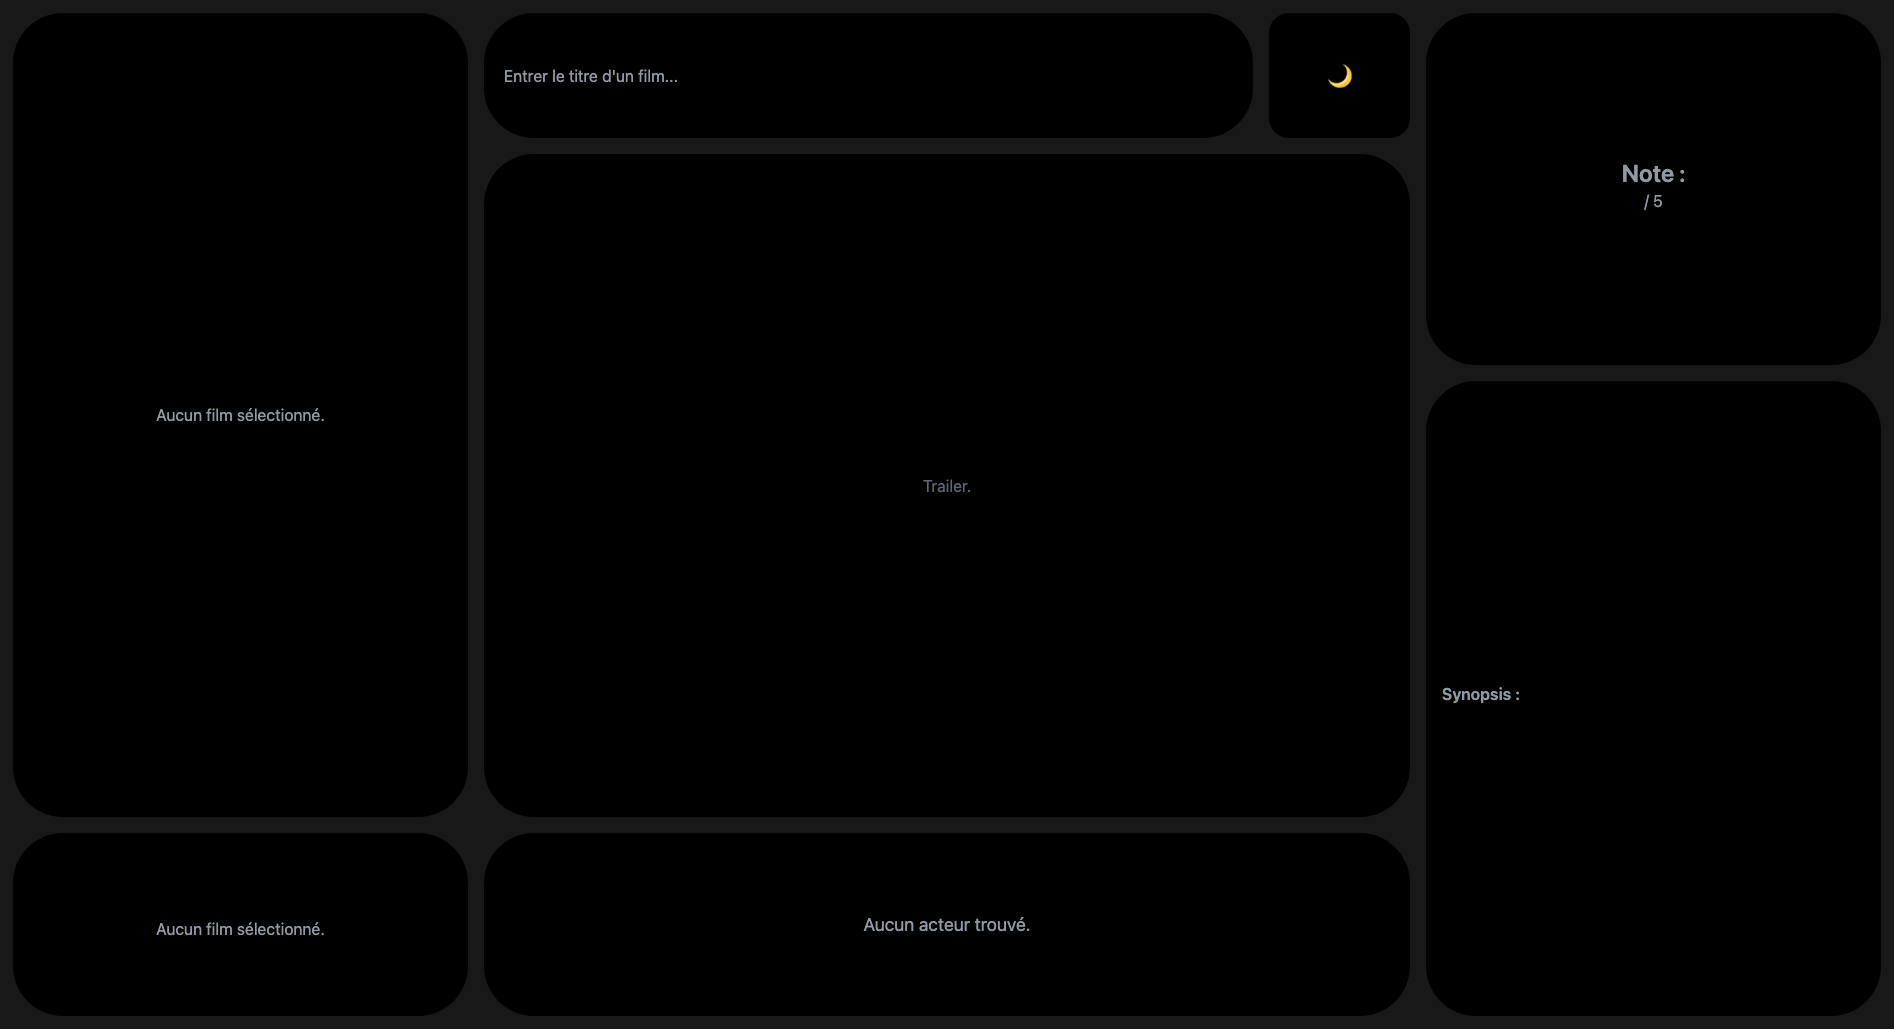 Entrer le titre d'un film...
Note :
/ 5
Aucun film sélectionné.
Trailer.
Synopsis :
Aucun film sélectionné.
Aucun acteur trouvé.